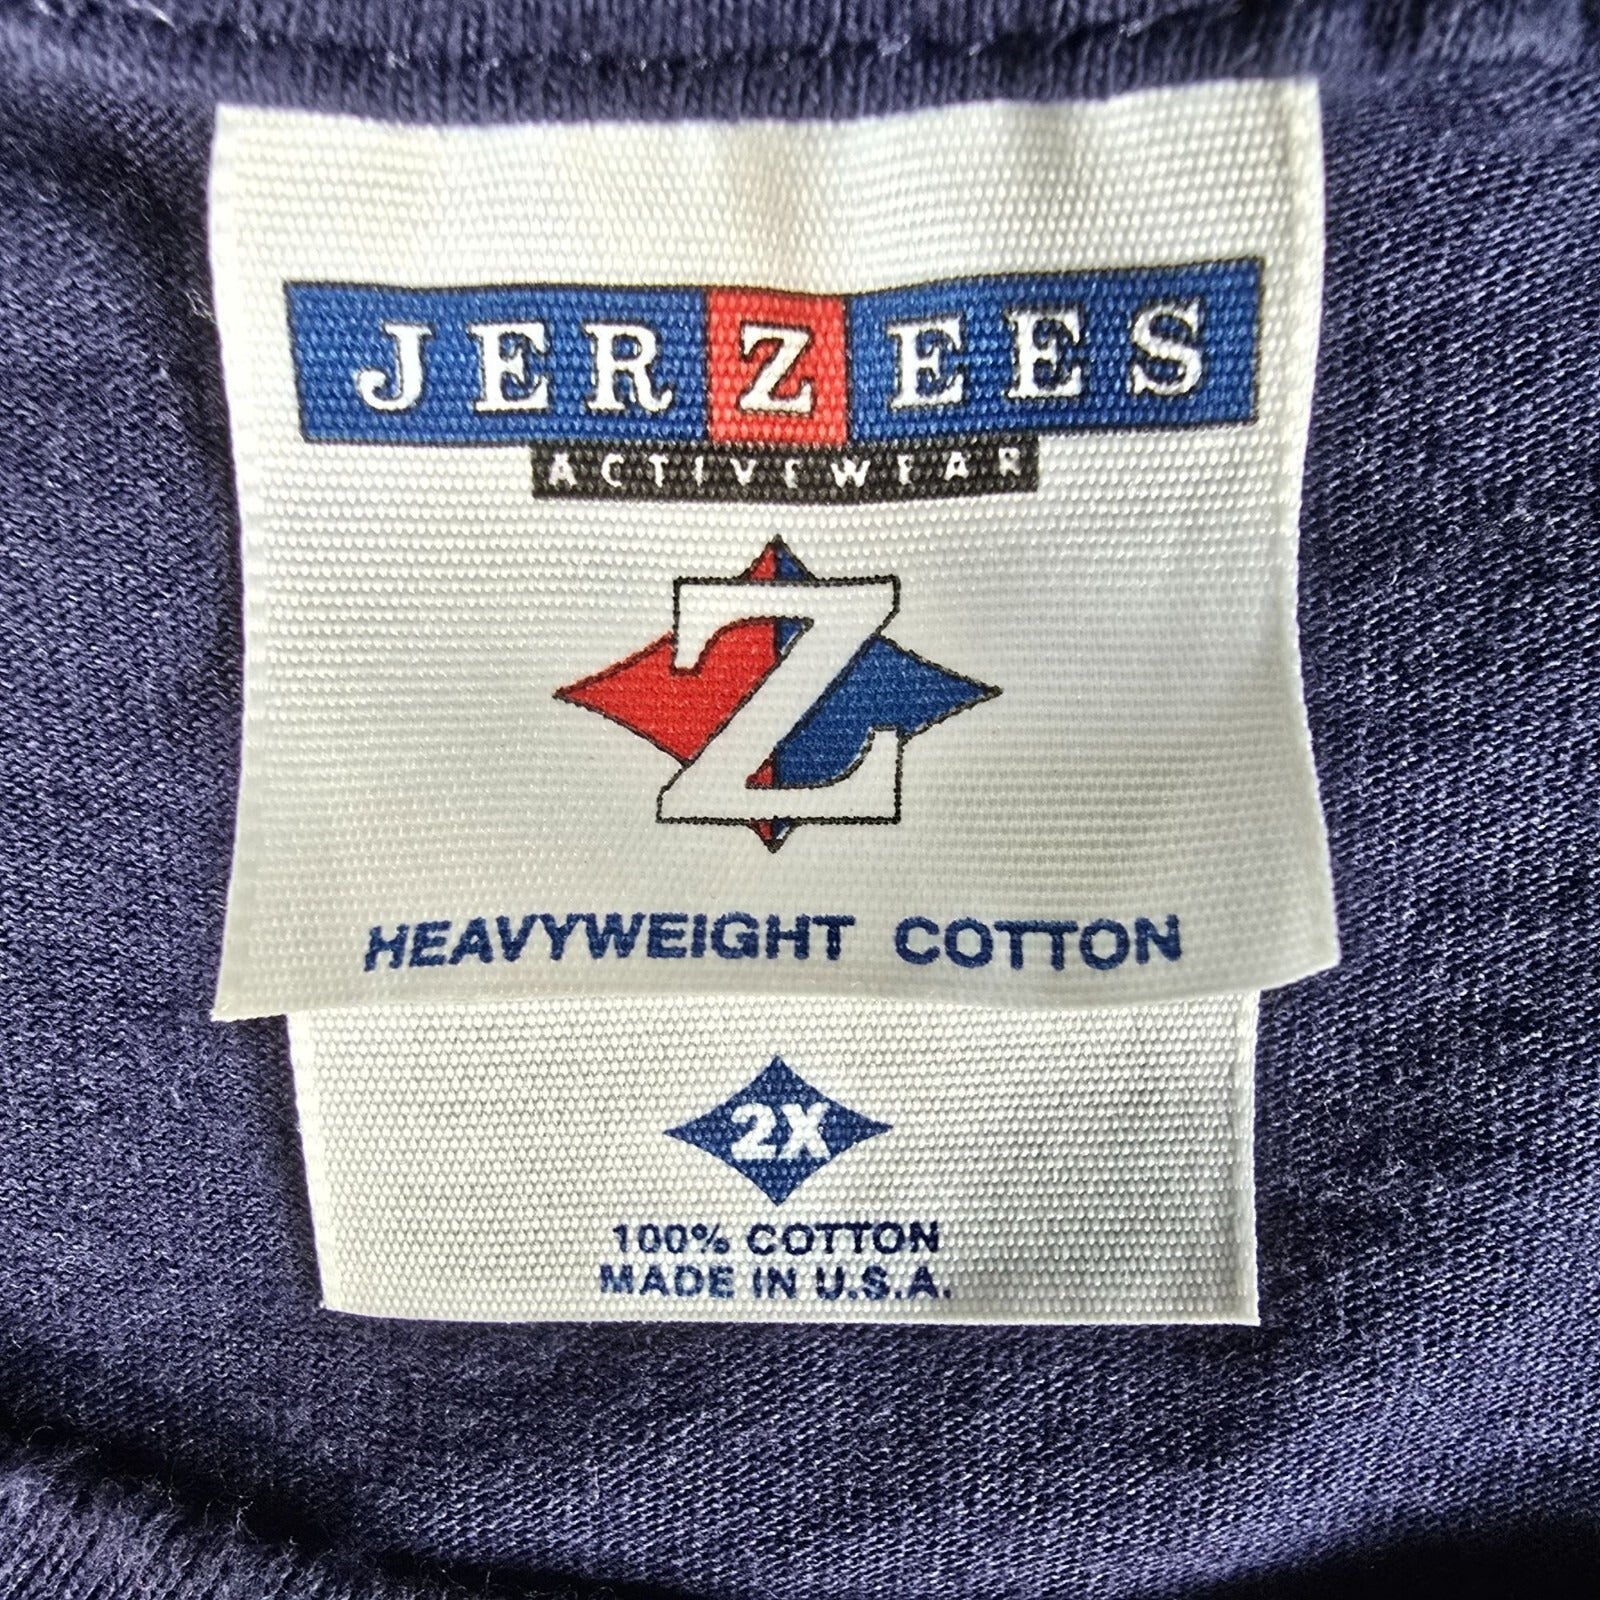 JERZEES
ACTIVEWEAR
Z
HEAVYWEIGHT COTTON
2X
100% COTTON
MADE IN U.S.A.